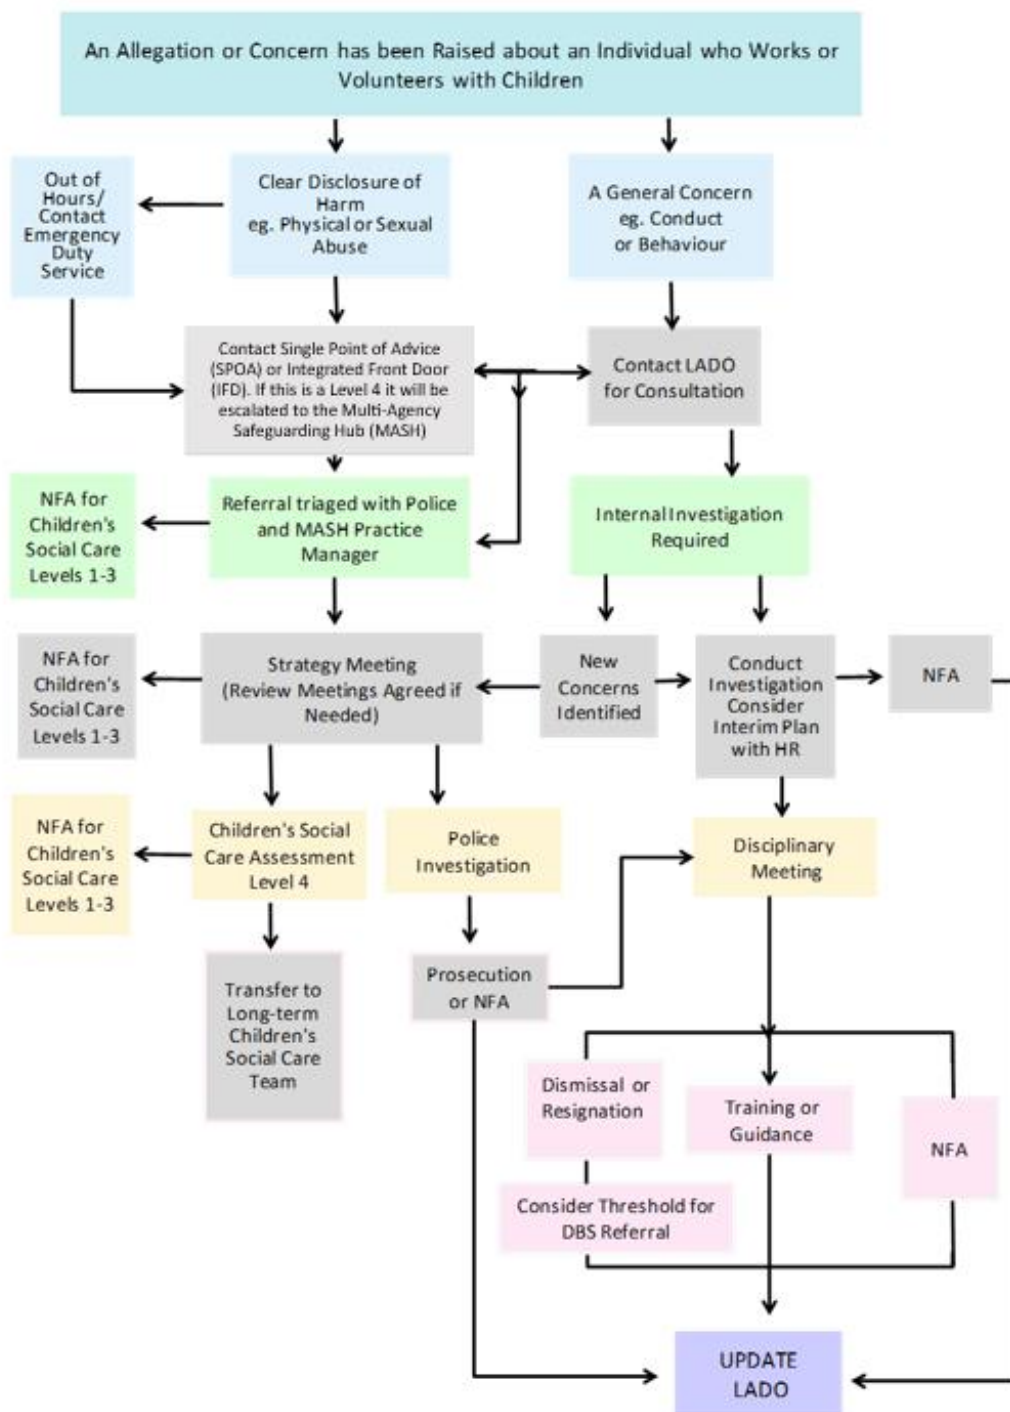 An Allegation or Concern has been Raised about an Individual who Works or
Volunteers with Children
Out of
Hours/
Contact
Emergency
Duty
Service
Clear Disclosure of
Harm
eg. Physical or Sexual
Abuse
A General Concern
eg. Conduct
or Behaviour
Contact Single Point of Advice
(SPOA) or Integrated Front Door
(IFD). If this is a Level 4 it will be
escalated to the Multi-Agency
Safeguarding Hub (MASH)
Contact LADO
for Consultation
NFA for
Children's
Social Care
Levels 1-3
Referral triaged with Police
and MASH Practice
Manager
Internal Investigation
Required
NFA for
Children's
Social Care
Levels 1-3
Strategy Meeting
(Review Meetings Agreed if
Needed)
New
Concerns
Identified
Conduct
Investigation
Consider
Interim Plan
with HR
NFA
NFA for
Children's
Social Care
Levels 1-3
Children's Social
Care Assessment
Level 4
Police
Investigation
Disciplinary
Meeting
Transfer to
Long-term
Children's
Social Care
Team
Prosecution
or NFA
Dismissal or
Resignation
Training or
Guidance
NFA
Consider Threshold for
DBS Referral
UPDATE
LADO